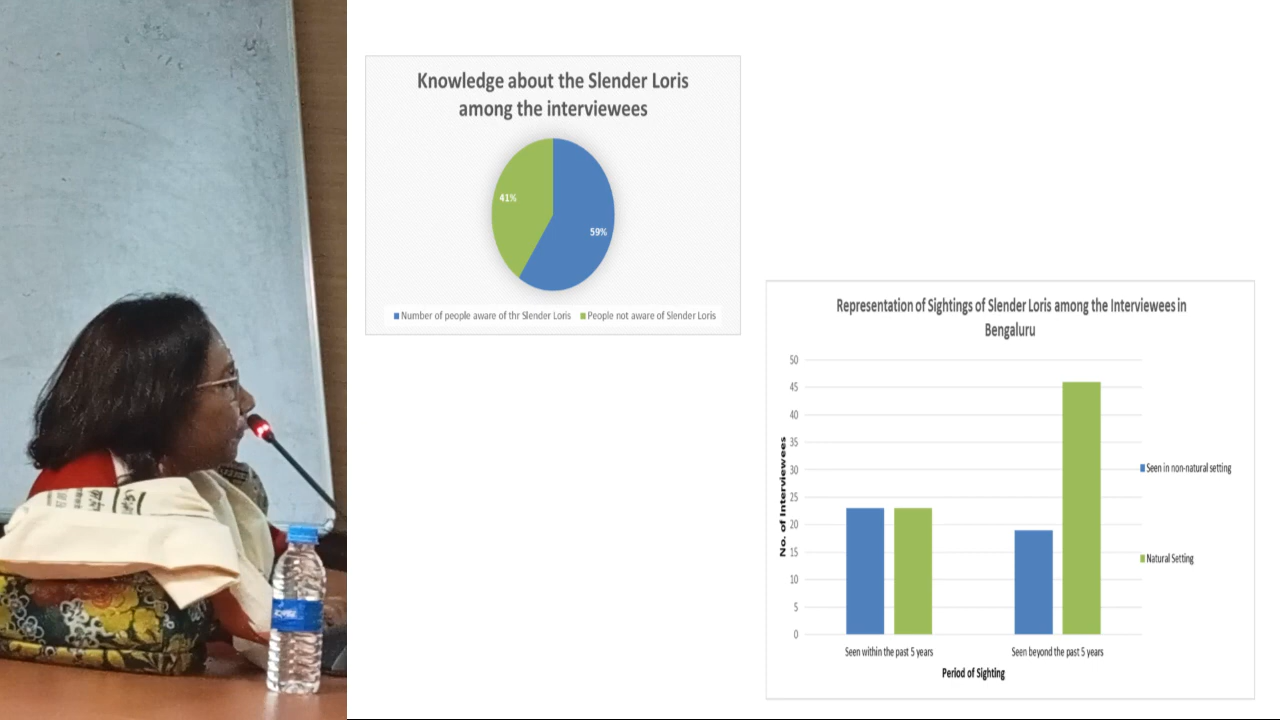 Knowledge about the Slender Loris
among the interviewees
41%
59%
Number of people aware of thr Slender Loris
People not aware of Slender Loris
Representation of Sightings of Slender Loris among the Interviewees in
Bengaluru
50
45
40
35
30
25
20
15
10
5
0
No. of Interviewees
Seen in non-natural setting
Natural Setting
Seen within the past 5 years
Seen beyond the past 5 years
Period of Sighting